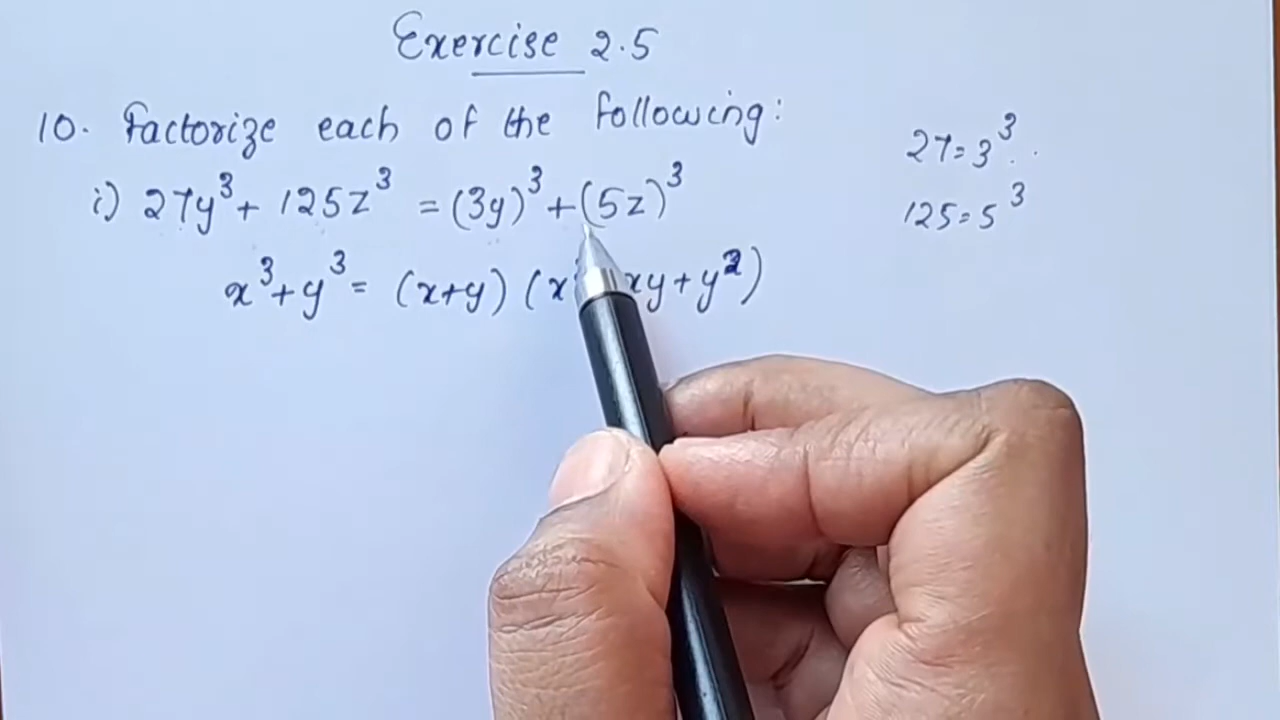 Exercise 2.5
10. Factorize each of the following:
i) 27y³ + 125z³ = (3y)³ + (5z)³
x³ + y³ = (x+y) (x xy + y²)
27 = 3³
125 = 5³